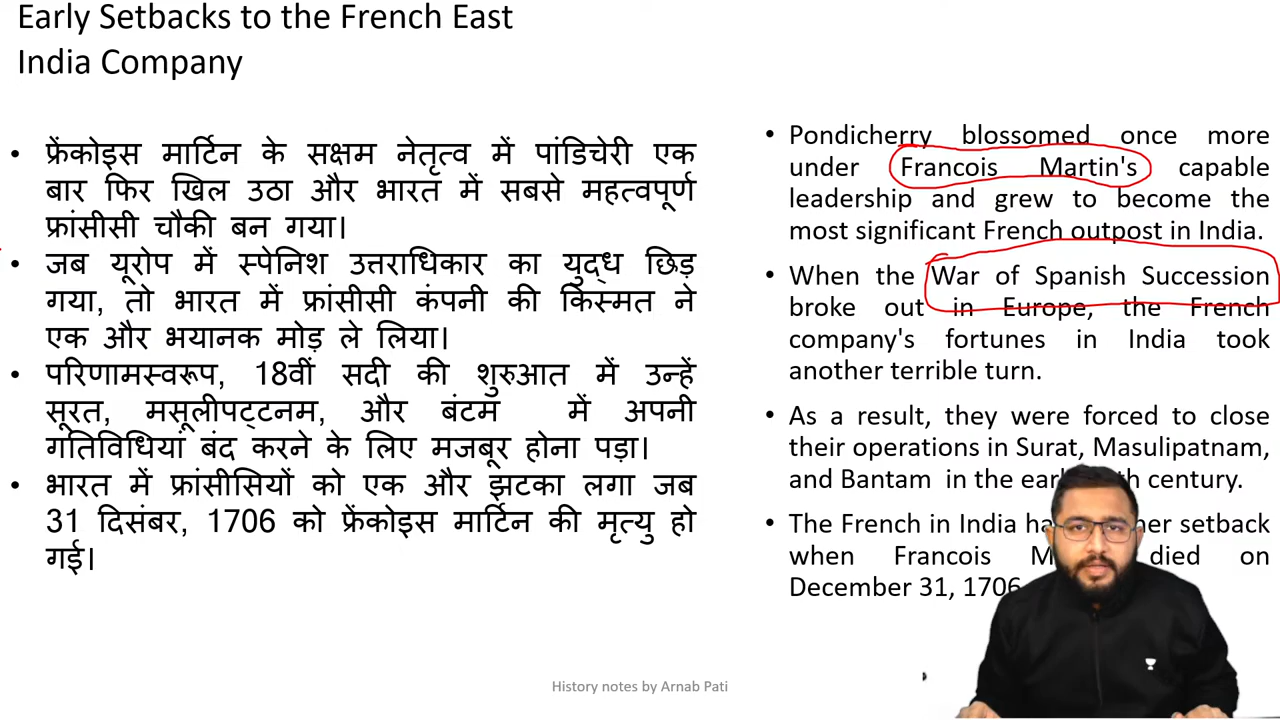 Early Setbacks to the French East
India Company
• फ्रेंकोइस मार्टिन के सक्षम नेतृत्व में पांडिचेरी एक
बार फिर खिल उठा और भारत में सबसे महत्वपूर्ण
फ्रांसीसी चौकी बन गया।
• जब यूरोप में स्पेनिश उत्तराधिकार का युद्ध छिड़
गया, तो भारत में फ्रांसीसी कंपनी की किस्मत ने
एक और भयानक मोड़ ले लिया।
• परिणामस्वरूप, 18वीं सदी की शुरुआत में उन्हें
सूरत, मसूलीपट्टनम, और बंटम में अपनी
गतिविधियां बंद करने के लिए मजबूर होना पड़ा।
• भारत में फ्रांसीसियों को एक और झटका लगा जब
31 दिसंबर, 1706 को फ्रेंकोइस मार्टिन की मृत्यु हो
गई।
• Pondicherry blossomed once more
under Francois Martin's capable
leadership and grew to become the
most significant French outpost in India.
• When the War of Spanish Succession
broke out in Europe, the French
company's fortunes in India took
another terrible turn.
• As a result, they were forced to close
their operations in Surat, Masulipatnam,
and Bantam in the century.
• The French in India setback
when Francois died on
December 31, 1706
History notes by Arnab Pati